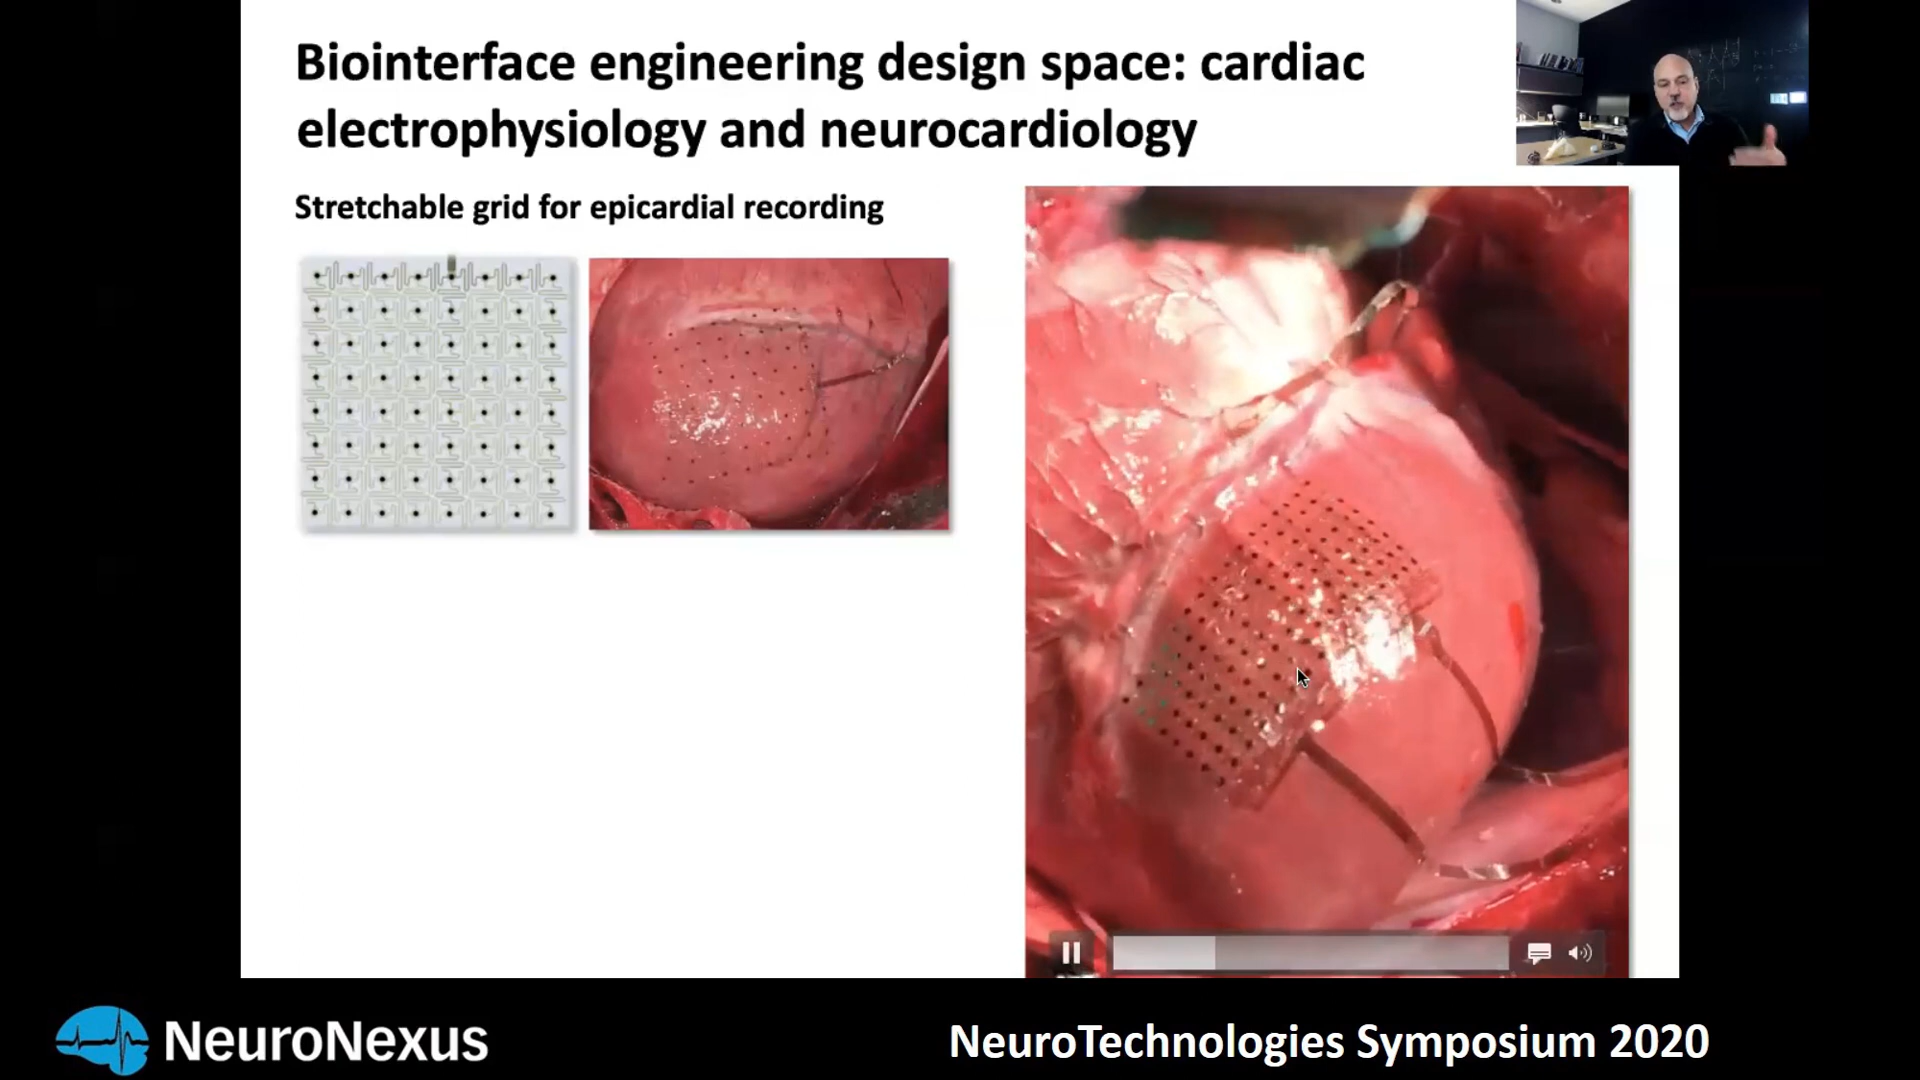 Biointerface engineering design space: cardiac
electrophysiology and neurocardiology
Stretchable grid for epicardial recording
NeuroNexus
NeuroTechnologies Symposium 2020